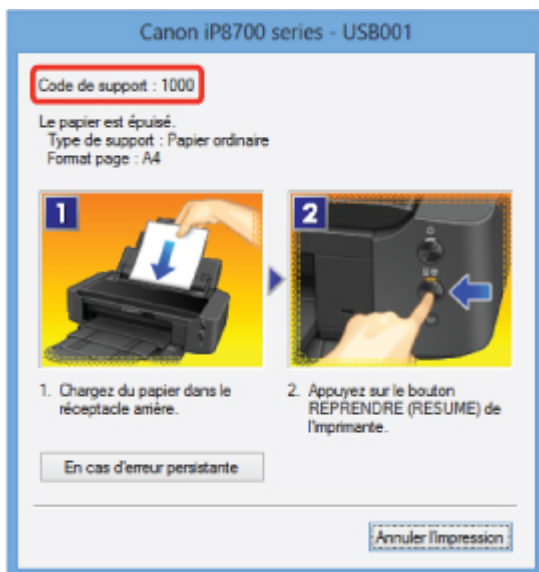 Canon iP8700 series - USB001
Code de support : 1000
Le papier est épuisé.
Type de support : Papier ordinaire
Format page : A4
1
2
1. Chargez du papier dans le
réceptacle arrière.
2. Appuyez sur le bouton
REPRENDRE (RESUME) de
l'imprimante.
En cas d'erreur persistante
Annuler l'impression